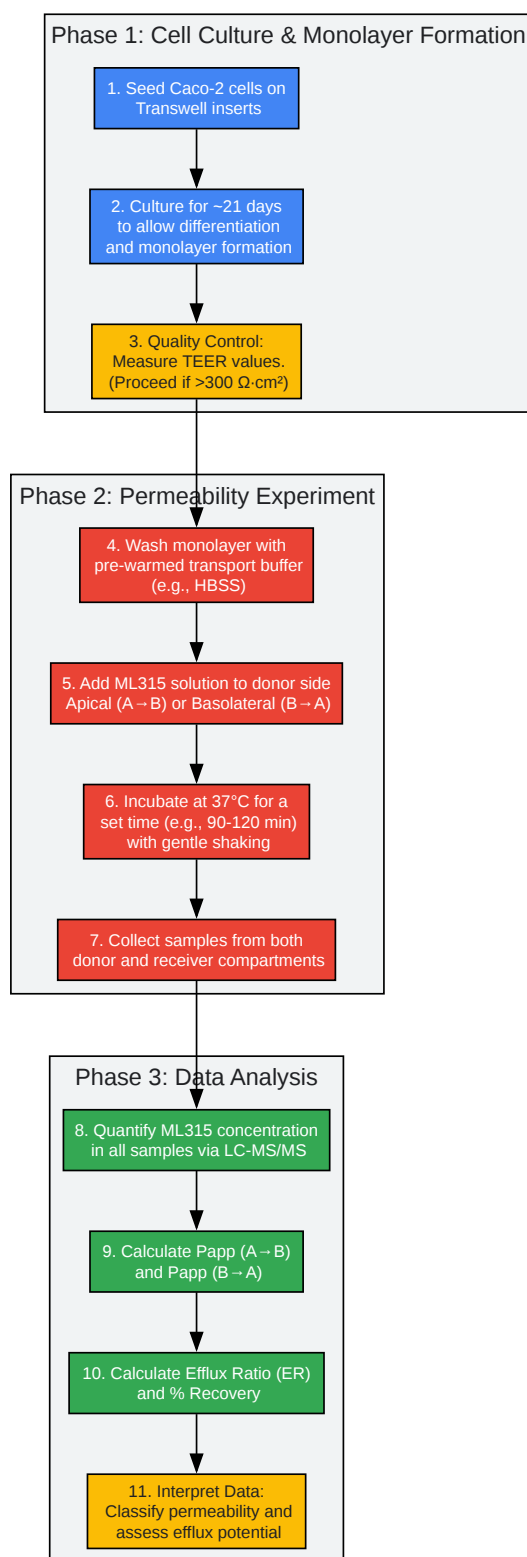 Phase 1: Cell Culture & Monolayer Formation
1. Seed Caco-2 cells on
Transwell inserts
2. Culture for ~21 days
to allow differentiation
and monolayer formation
3. Quality Control:
Measure TEER values.
(Proceed if >300 Ω·cm²)
Phase 2: Permeability Experiment
4. Wash monolayer with
pre-warmed transport buffer
(e.g., HBSS)
5. Add ML315 solution to donor side
Apical (A→B) or Basolateral (B→A)
6. Incubate at 37°C for a
set time (e.g., 90-120 min)
with gentle shaking
7. Collect samples from both
donor and receiver compartments
Phase 3: Data Analysis
8. Quantify ML315 concentration
in all samples via LC-MS/MS
9. Calculate Papp (A→B)
and Papp (B→A)
10. Calculate Efflux Ratio (ER)
and % Recovery
11. Interpret Data:
Classify permeability and
assess efflux potential